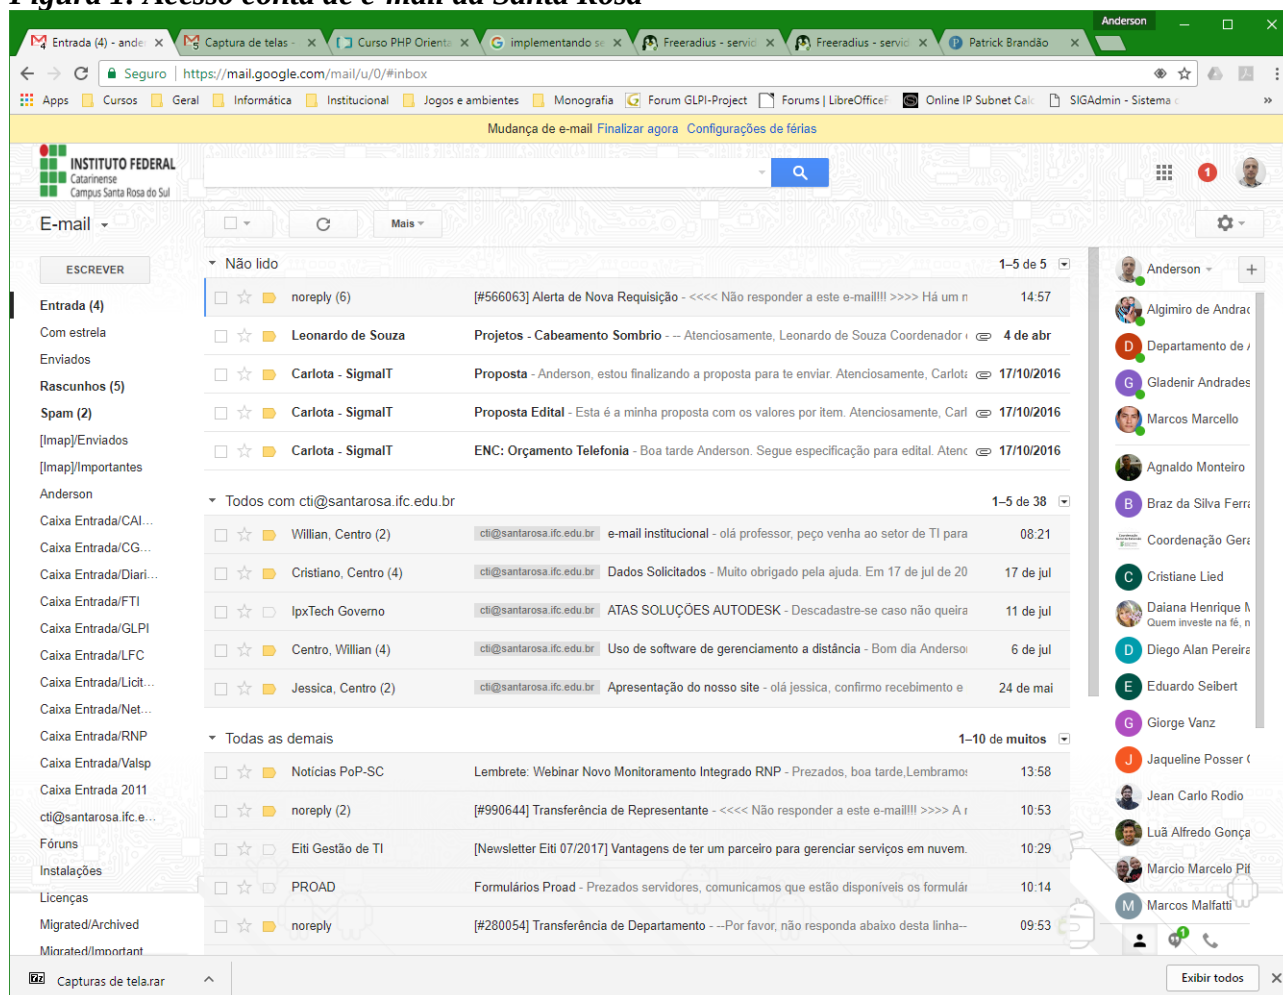 Figura 1: Acesso conta de e-mail da Santa Rosa
Anderson
Entrada (4) - ande
Captura de telas -
Curso PHP Orienta
implementando se
Freeradius - servid
Freeradius - servid
Patrick Brandão
Seguro | https://mail.google.com/mail/u/0/#inbox
Apps Cursos Geral Informática Institucional Jogos e ambientes Monografia Forum GLPI-Project Forums | LibreOffice Online IP Subnet Calc SIGAdmin - Sistema »
Mudança de e-mail Finalizar agora Configurações de férias
INSTITUTO FEDERAL
Catarinense
Campus Santa Rosa do Sul
1
E-mail
Mais
ESCREVER
Entrada (4)
Com estrela
Enviados
Rascunhos (5)
Spam (2)
[Imap]/Enviados
[Imap]/Importantes
Anderson
Caixa Entrada/CAI...
Caixa Entrada/CG...
Caixa Entrada/Diari...
Caixa Entrada/FTI
Caixa Entrada/GLPI
Caixa Entrada/LFC
Caixa Entrada/Licit...
Caixa Entrada/Net...
Caixa Entrada/RNP
Caixa Entrada/Valsp
Caixa Entrada 2011
cti@santarosa.ifc.e...
Fóruns
Instalações
Licenças
Migrated/Archived
Migrated/Important
Não lido 1–5 de 5
noreply (6) [#566063] Alerta de Nova Requisição - <<<< Não responder a este e-mail!!! >>>> Há um n 14:57
Leonardo de Souza Projetos - Cabeamento Sombrio - -- Atenciosamente, Leonardo de Souza Coordenador 4 de abr
Carlota - SigmaIT Proposta - Anderson, estou finalizando a proposta para te enviar. Atenciosamente, Carlota 17/10/2016
Carlota - SigmaIT Proposta Edital - Esta é a minha proposta com os valores por item. Atenciosamente, Carl 17/10/2016
Carlota - SigmaIT ENC: Orçamento Telefonia - Boa tarde Anderson. Segue especificação para edital. Atenc 17/10/2016
Todos com cti@santarosa.ifc.edu.br 1–5 de 38
Willian, Centro (2) cti@santarosa.ifc.edu.br e-mail institucional - olá professor, peço venha ao setor de TI para 08:21
Cristiano, Centro (4) cti@santarosa.ifc.edu.br Dados Solicitados - Muito obrigado pela ajuda. Em 17 de jul de 20 17 de jul
IpxTech Governo cti@santarosa.ifc.edu.br ATAS SOLUÇÕES AUTODESK - Descadastre-se caso não queira 11 de jul
Centro, Willian (4) cti@santarosa.ifc.edu.br Uso de software de gerenciamento a distância - Bom dia Anderso 6 de jul
Jessica, Centro (2) cti@santarosa.ifc.edu.br Apresentação do nosso site - olá jessica, confirmo recebimento e 24 de mai
Todas as demais 1–10 de muitos
Notícias PoP-SC Lembrete: Webinar Novo Monitoramento Integrado RNP - Prezados, boa tarde,Lembramos 13:58
noreply (2) [#990644] Transferência de Representante - <<<< Não responder a este e-mail!!! >>>> A r 10:53
Eiti Gestão de TI [Newsletter Eiti 07/2017] Vantagens de ter um parceiro para gerenciar serviços em nuvem. 10:29
PROAD Formulários Proad - Prezados servidores, comunicamos que estão disponíveis os formulár 10:14
noreply [#280054] Transferência de Departamento - --Por favor, não responda abaixo desta linha-- 09:53
Anderson
Algimiro de Andrad
D Departamento de
G Gladenir Andrades
Marcos Marcello
Agnaldo Monteiro
B Braz da Silva Ferra
Coordenação Gera
C Cristiane Lied
Daiana Henrique M
Quem investe na fé, n
D Diego Alan Pereira
E Eduardo Seibert
G Giorge Vanz
J Jaqueline Posser
Jean Carlo Rodio
Luã Alfredo Gonça
Marcio Marcelo Pif
M Marcos Malfatti
1
Capturas de tela.rar
Exibir todos